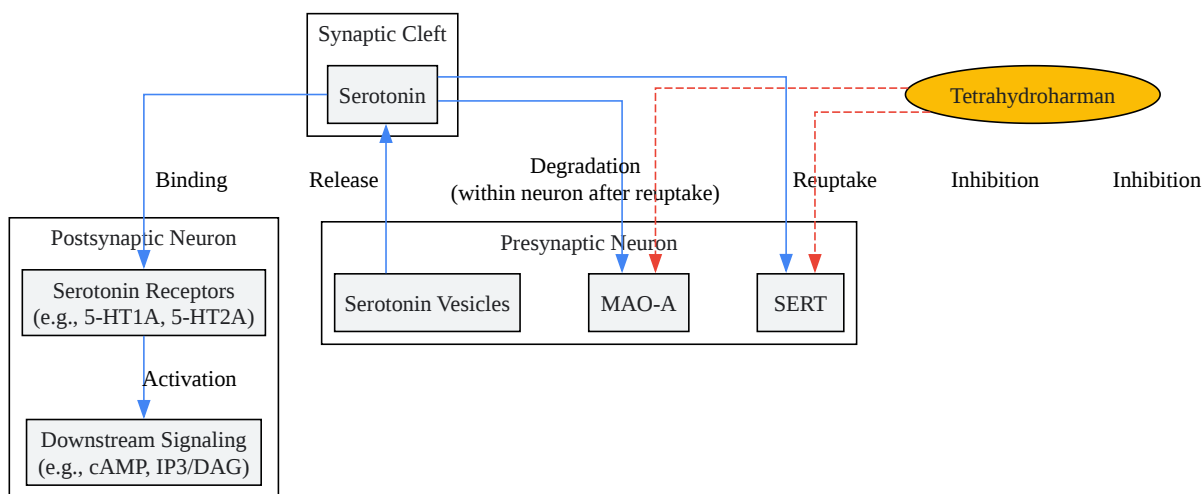 Synaptic Cleft
Serotonin
Tetrahydroharman
Binding
Release
Degradation
(within neuron after reuptake)
Reuptake
Inhibition
Inhibition
Postsynaptic Neuron
Serotonin Receptors
(e.g., 5-HT1A, 5-HT2A)
Activation
Downstream Signaling
(e.g., cAMP, IP3/DAG)
Presynaptic Neuron
Serotonin Vesicles
MAO-A
SERT